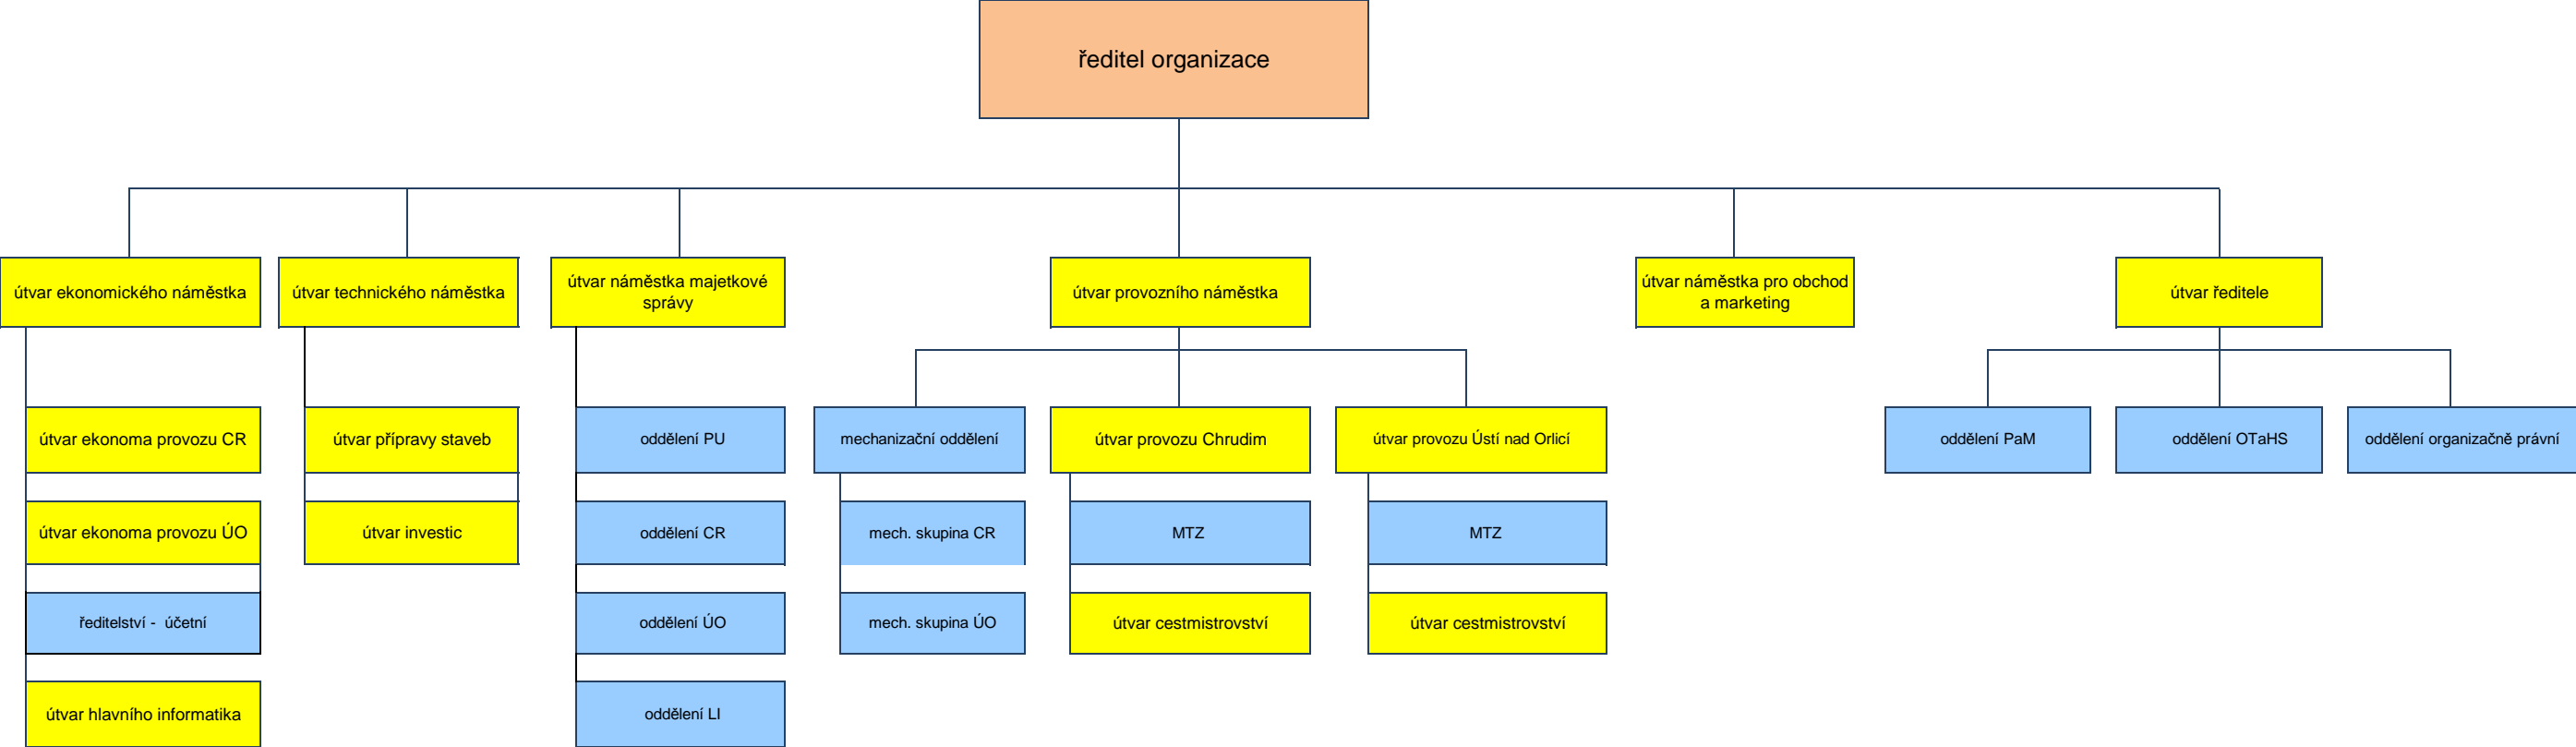 ředitel organizace
útvar ekonomického náměstka
útvar technického náměstka
útvar náměstka majetkové
správy
útvar provozního náměstka
útvar náměstka pro obchod
a marketing
útvar ředitele
útvar ekonoma provozu CR
útvar přípravy staveb
oddělení PU
mechanizační oddělení
útvar provozu Chrudim
útvar provozu Ústí nad Orlicí
oddělení PaM
oddělení OTaHS
oddělení organizačně právní
útvar ekonoma provozu ÚO
útvar investic
oddělení CR
mech. skupina CR
MTZ
MTZ
ředitelství - účetní
oddělení ÚO
mech. skupina ÚO
útvar cestmistrovství
útvar cestmistrovství
útvar hlavního informatika
oddělení LI